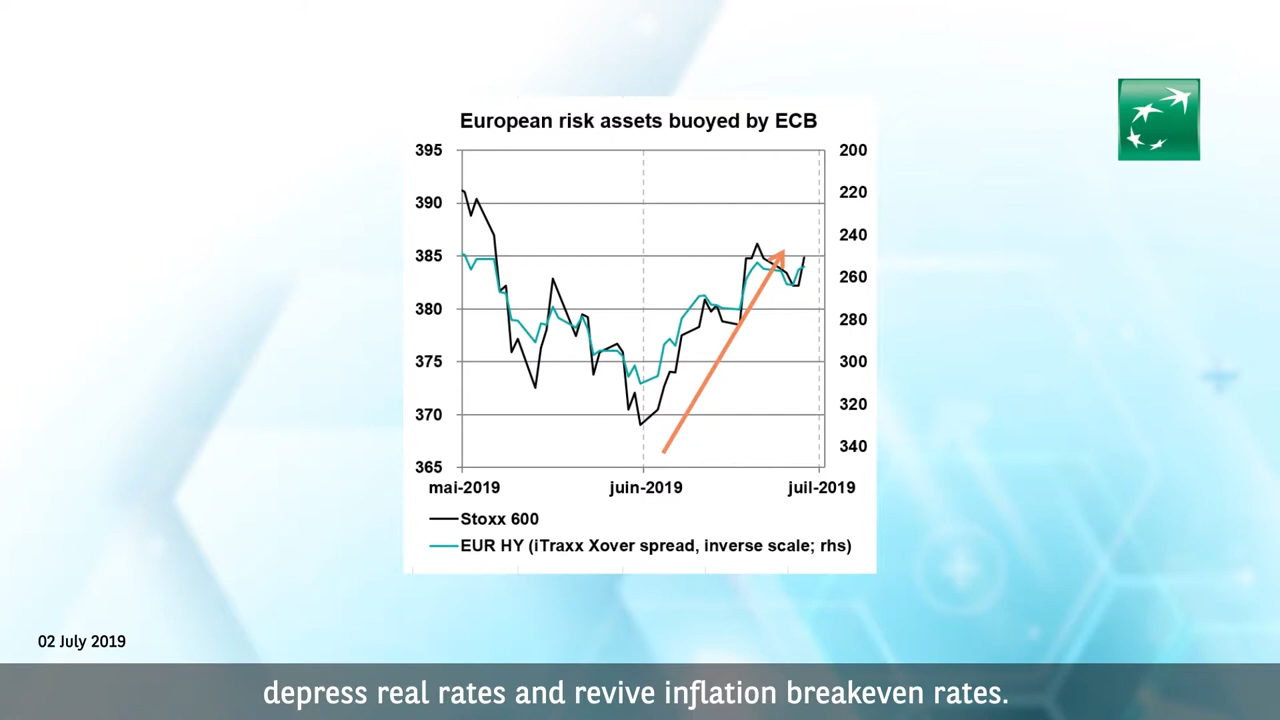 European risk assets buoyed by ECB
395 200
220
390
240
385
260
380 280
375 300
320
370
340
365
mai-2019 juin-2019 juil-2019
Stoxx 600
EUR HY (iTraxx Xover spread, inverse scale; rhs)
02 July 2019
depress real rates and revive inflation breakeven rates.